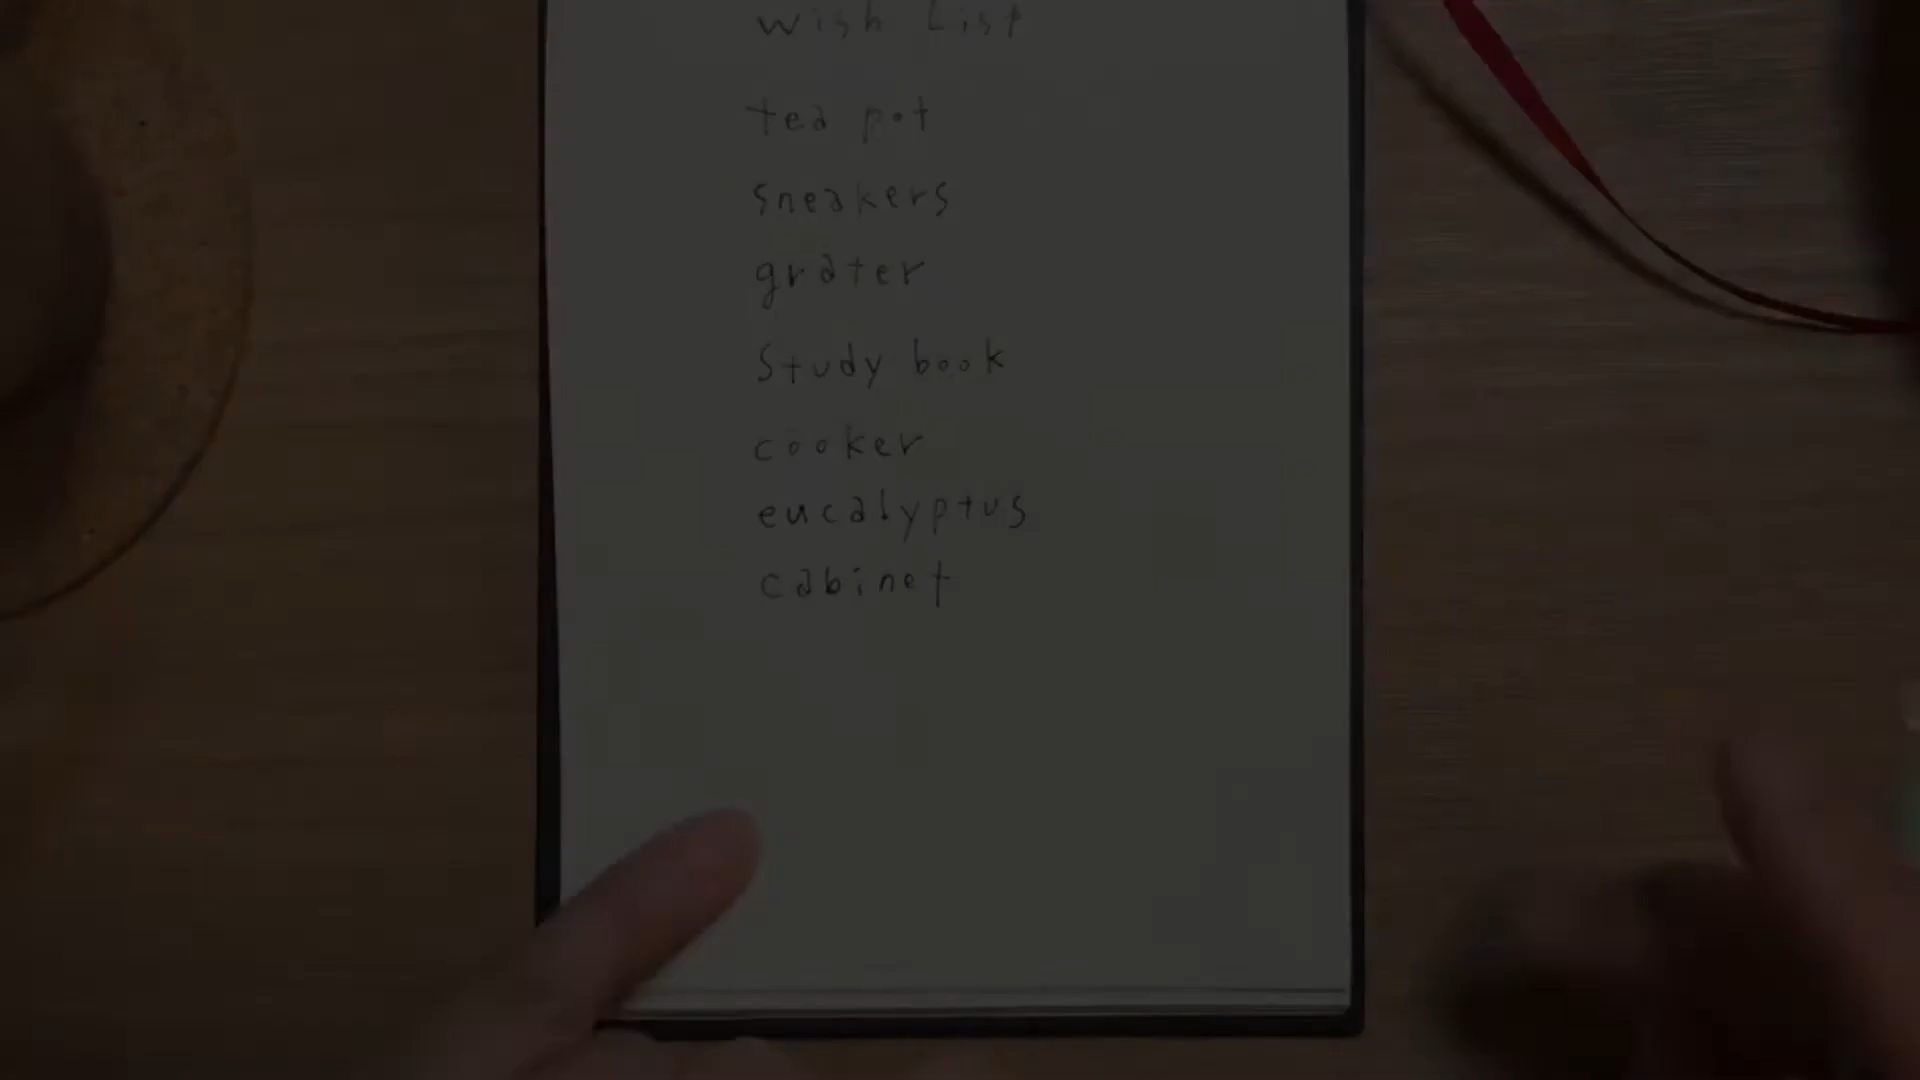 Wish List
tea pot
sneakers
grater
Study book
cooker
eucalyptus
cabinet